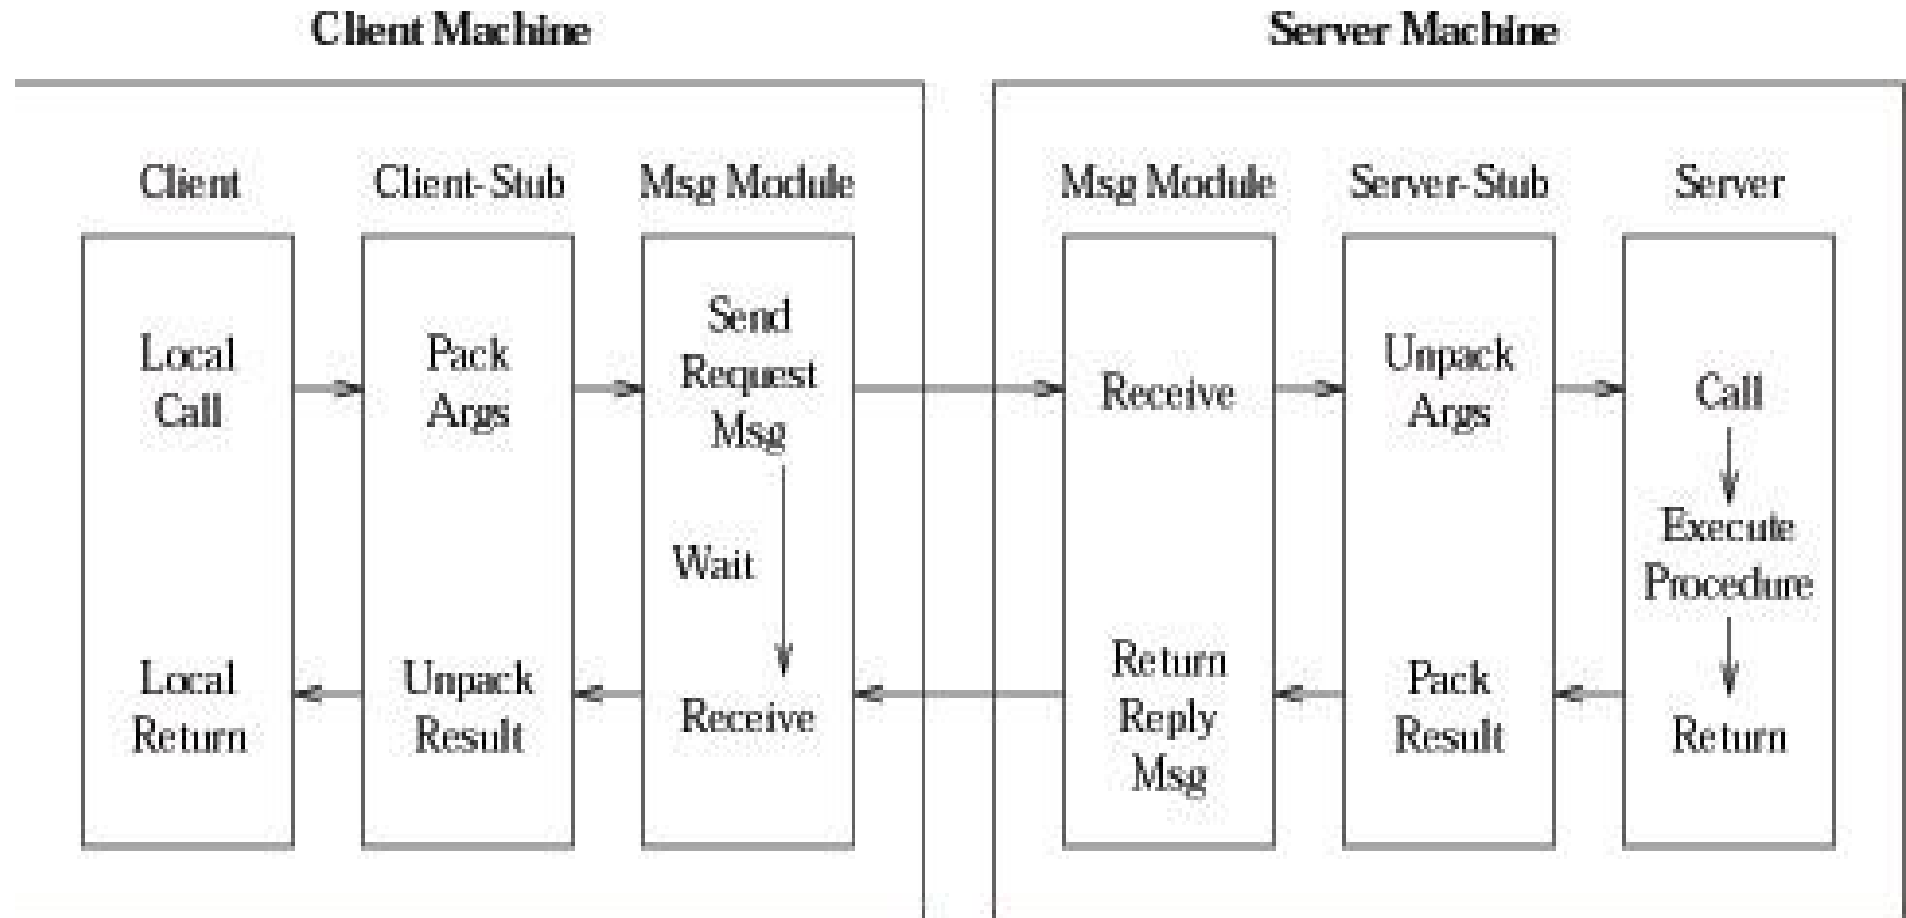 Client Machine
Server Machine
Client
Client-Stub
Msg Module
Msg Module
Server-Stub
Server
Local
Call
Pack
Args
Send
Request
Msg
Receive
Unpack
Args
Call
Wait
Execute
Procedure
Local
Return
Unpack
Result
Receive
Return
Reply
Msg
Pack
Result
Return